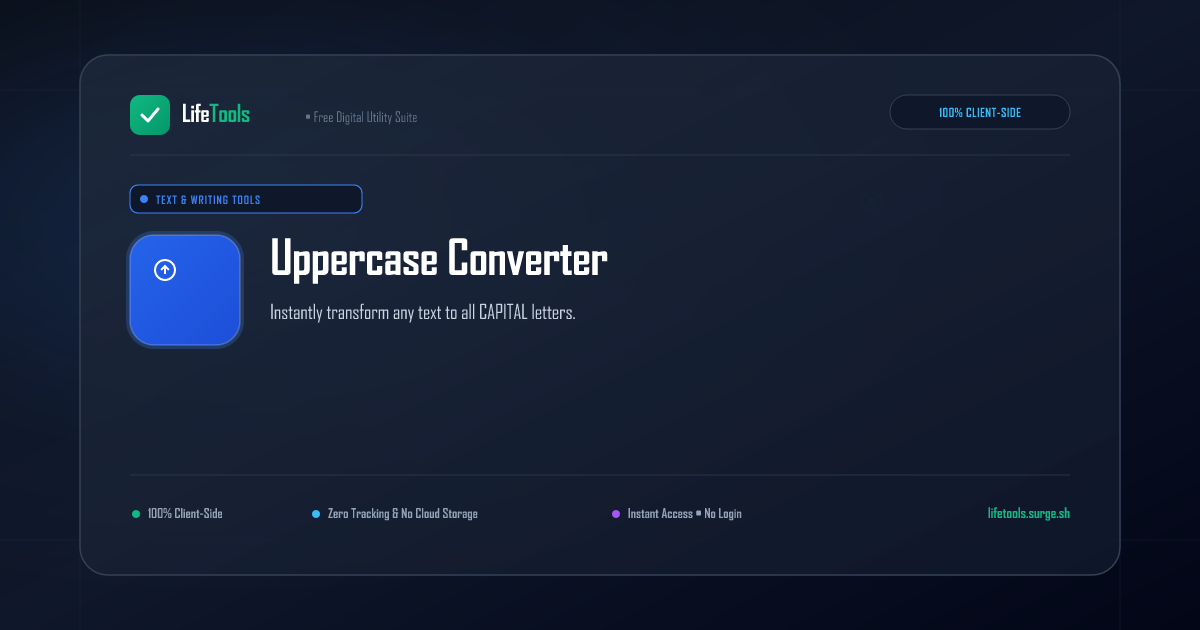 LifeTools
▪ Free Digital Utility Suite
100% CLIENT-SIDE
TEXT & WRITING TOOLS
Uppercase Converter
Instantly transform any text to all CAPITAL letters.
100% Client-Side
Zero Tracking & No Cloud Storage
Instant Access ▪ No Login
lifetools.surge.sh